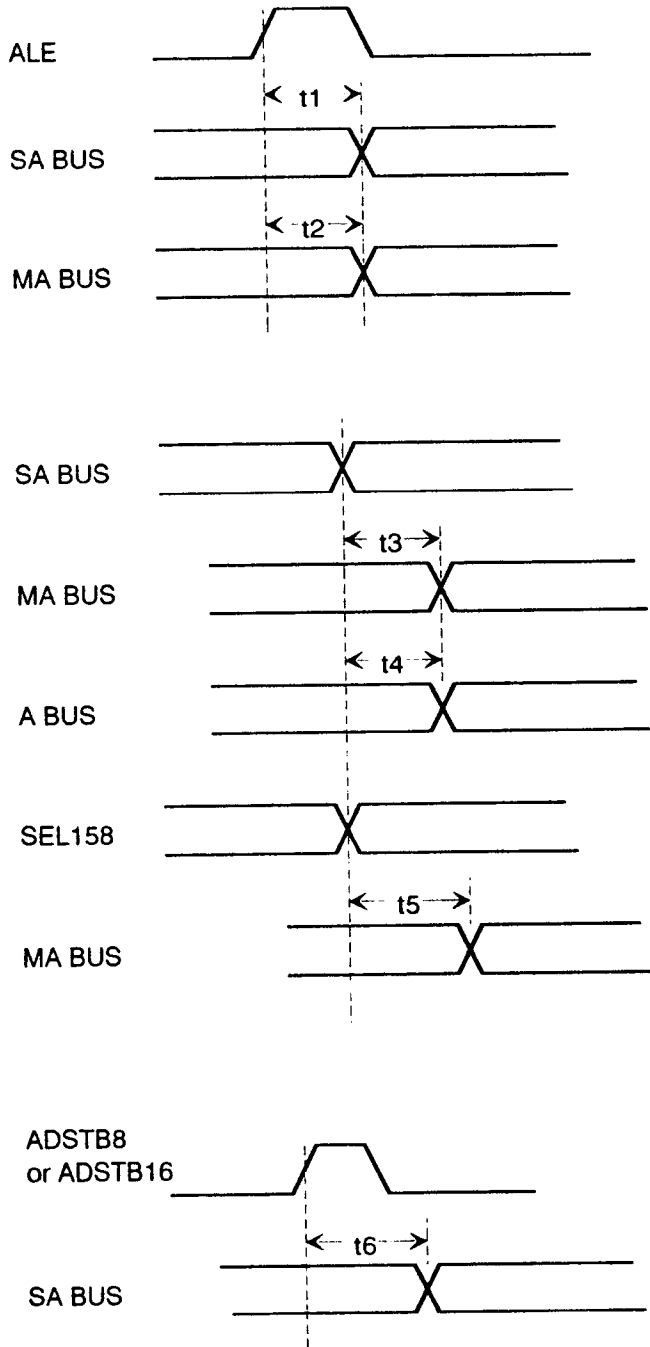 ALE
t1
SA BUS
t2
MA BUS
SA BUS
t3
MA BUS
t4
A BUS
SEL158
t5
MA BUS
ADSTB8
or ADSTB16
t6
SA BUS